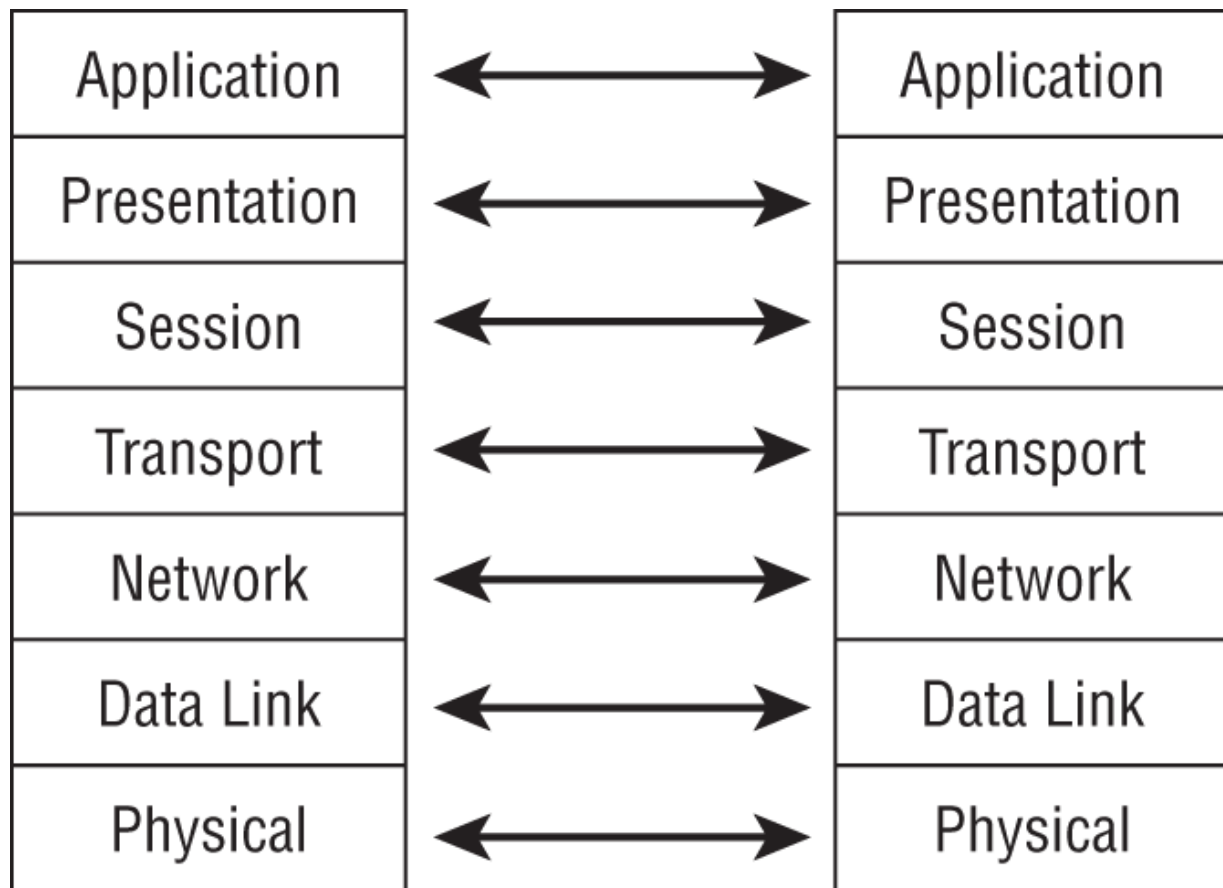 Application Application
Presentation Presentation
Session Session
Transport Transport
Network Network
Data Link Data Link
Physical Physical